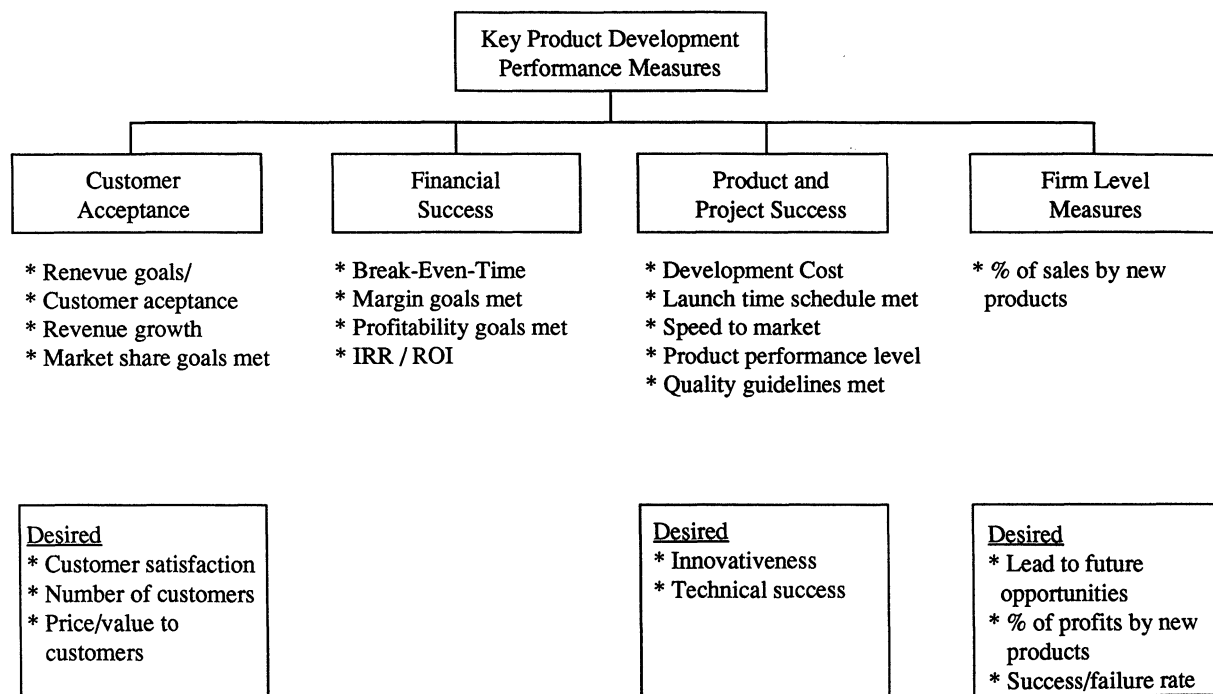 Key Product Development
Performance Measures
Customer
Acceptance
Financial
Success
Product and
Project Success
Firm Level
Measures
* Renevue goals/
* Customer aceptance
* Revenue growth
* Market share goals met
* Break-Even-Time
* Margin goals met
* Profitability goals met
* IRR / ROI
* Development Cost
* Launch time schedule met
* Speed to market
* Product performance level
* Quality guidelines met
* % of sales by new
products
Desired
* Customer satisfaction
* Number of customers
* Price/value to
customers
Desired
* Innovativeness
* Technical success
Desired
* Lead to future
opportunities
* % of profits by new
products
* Success/failure rate